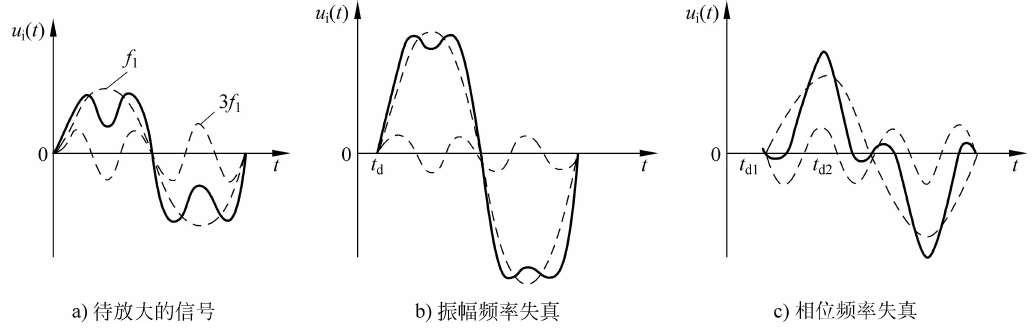 uᵢ(t)
f₁
3f₁
0
t
a) 待放大的信号
uᵢ(t)
0
t_d
t
b) 振幅频率失真
uᵢ(t)
0
t_d1
t_d2
t
c) 相位频率失真